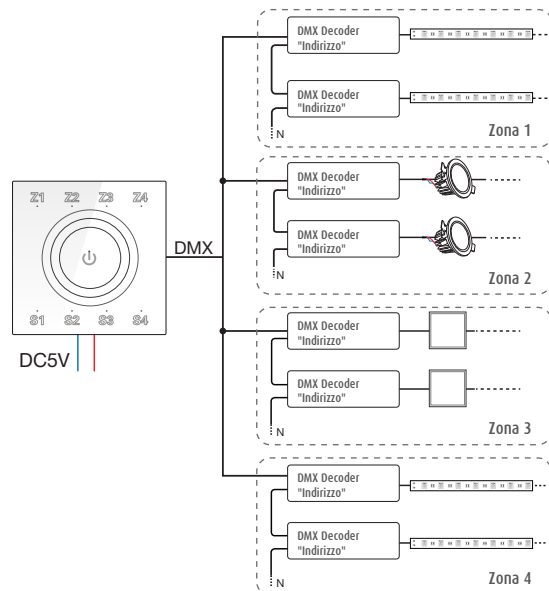 DMX Decoder
"Indirizzo"
DMX Decoder
"Indirizzo"
N
Zona 1
DMX Decoder
"Indirizzo"
DMX Decoder
"Indirizzo"
N
Zona 2
Z1 Z2 Z3 Z4
DMX
S1 S2 S3 S4
DC5V
DMX Decoder
"Indirizzo"
DMX Decoder
"Indirizzo"
N
Zona 3
DMX Decoder
"Indirizzo"
DMX Decoder
"Indirizzo"
N
Zona 4